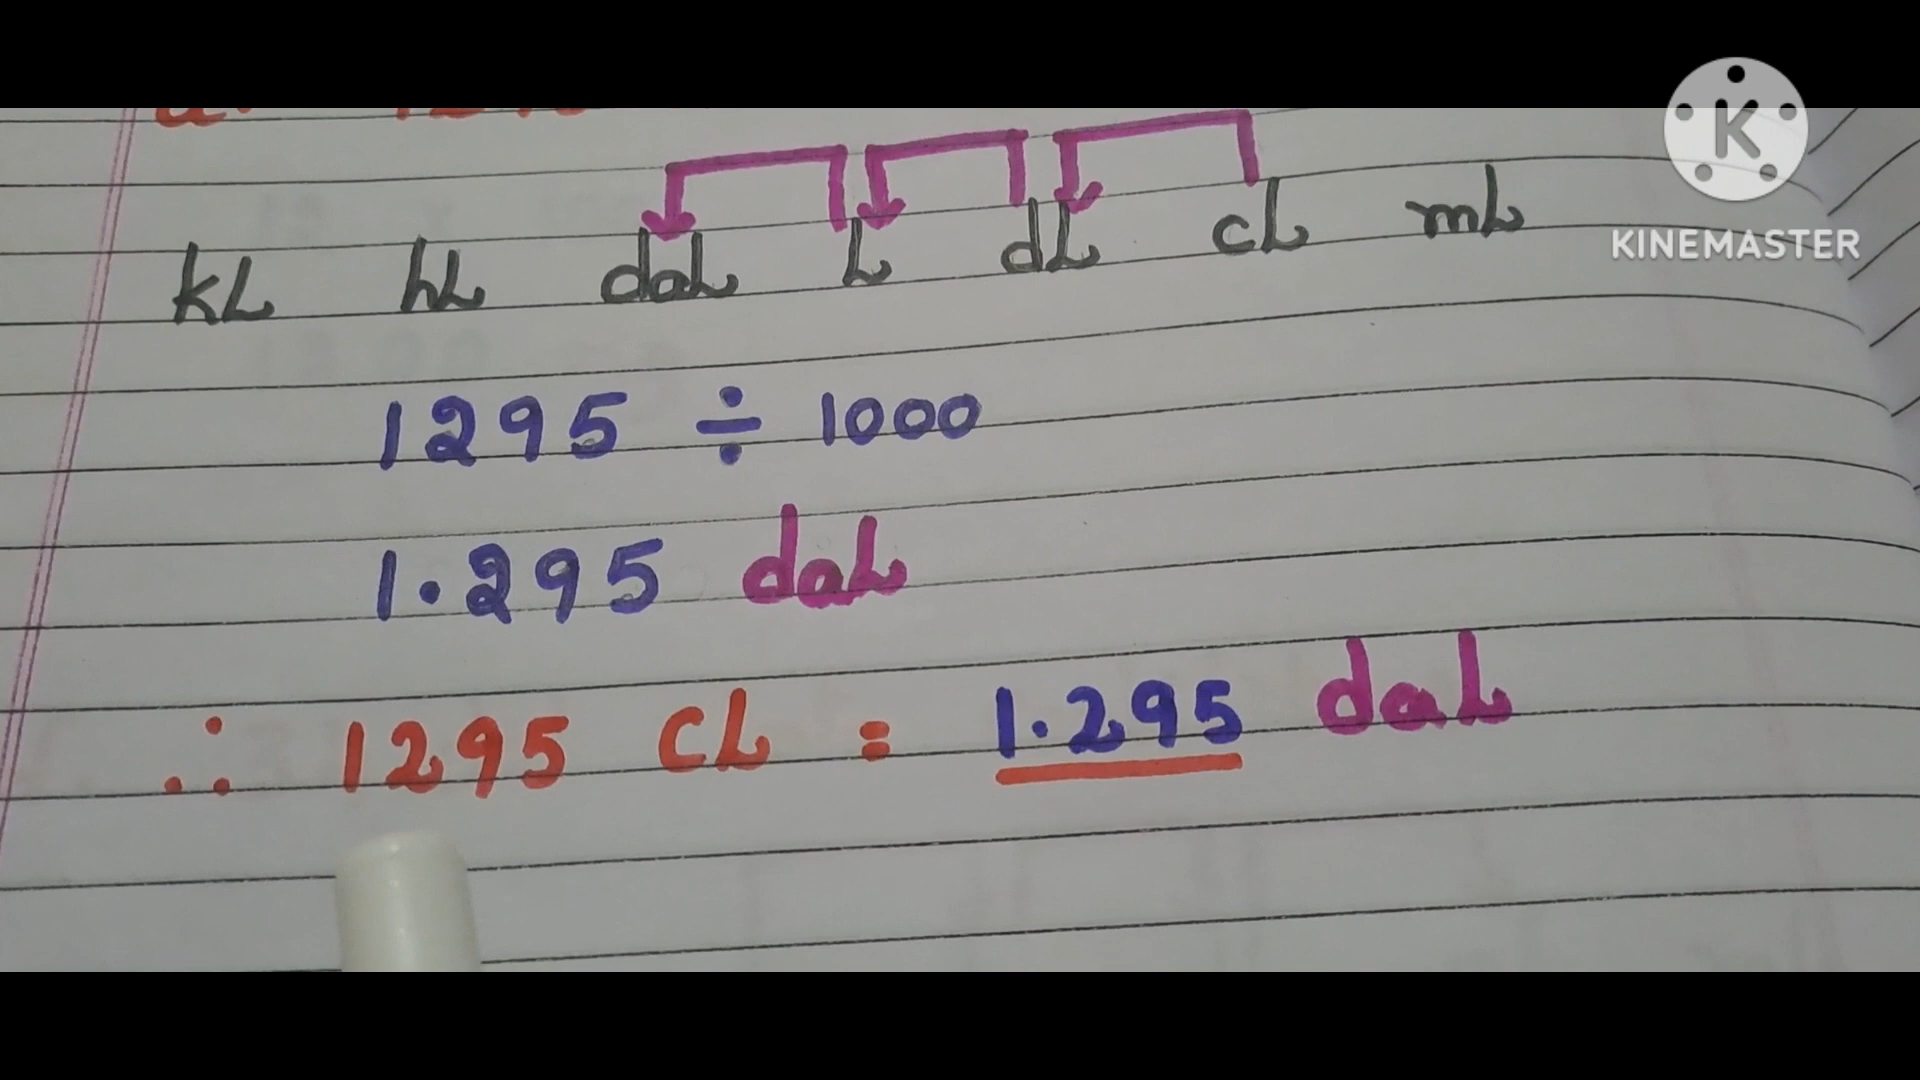 K
KINEMASTER
kL hL daL L dL cL mL
1295 ÷ 1000
1.295 daL
∴ 1295 CL = 1.295 daL